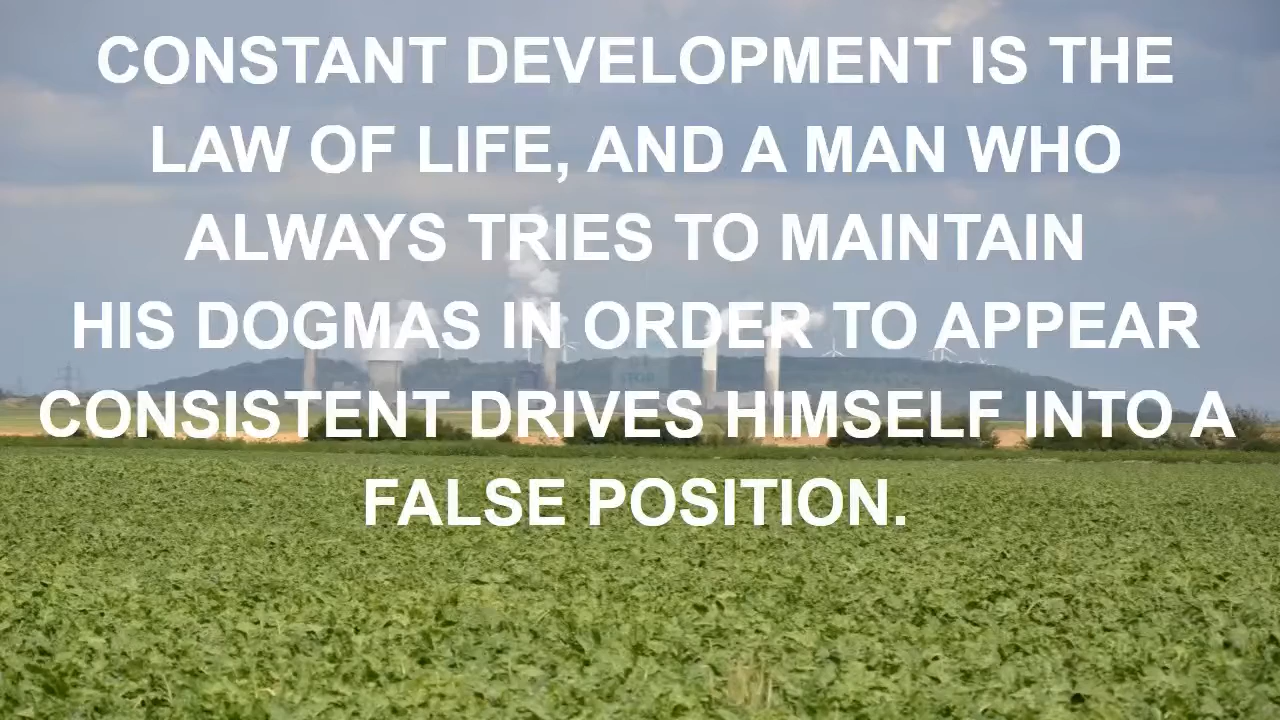 CONSTANT DEVELOPMENT IS THE
LAW OF LIFE, AND A MAN WHO
ALWAYS TRIES TO MAINTAIN
HIS DOGMAS IN ORDER TO APPEAR
CONSISTENT DRIVES HIMSELF INTO A
FALSE POSITION.